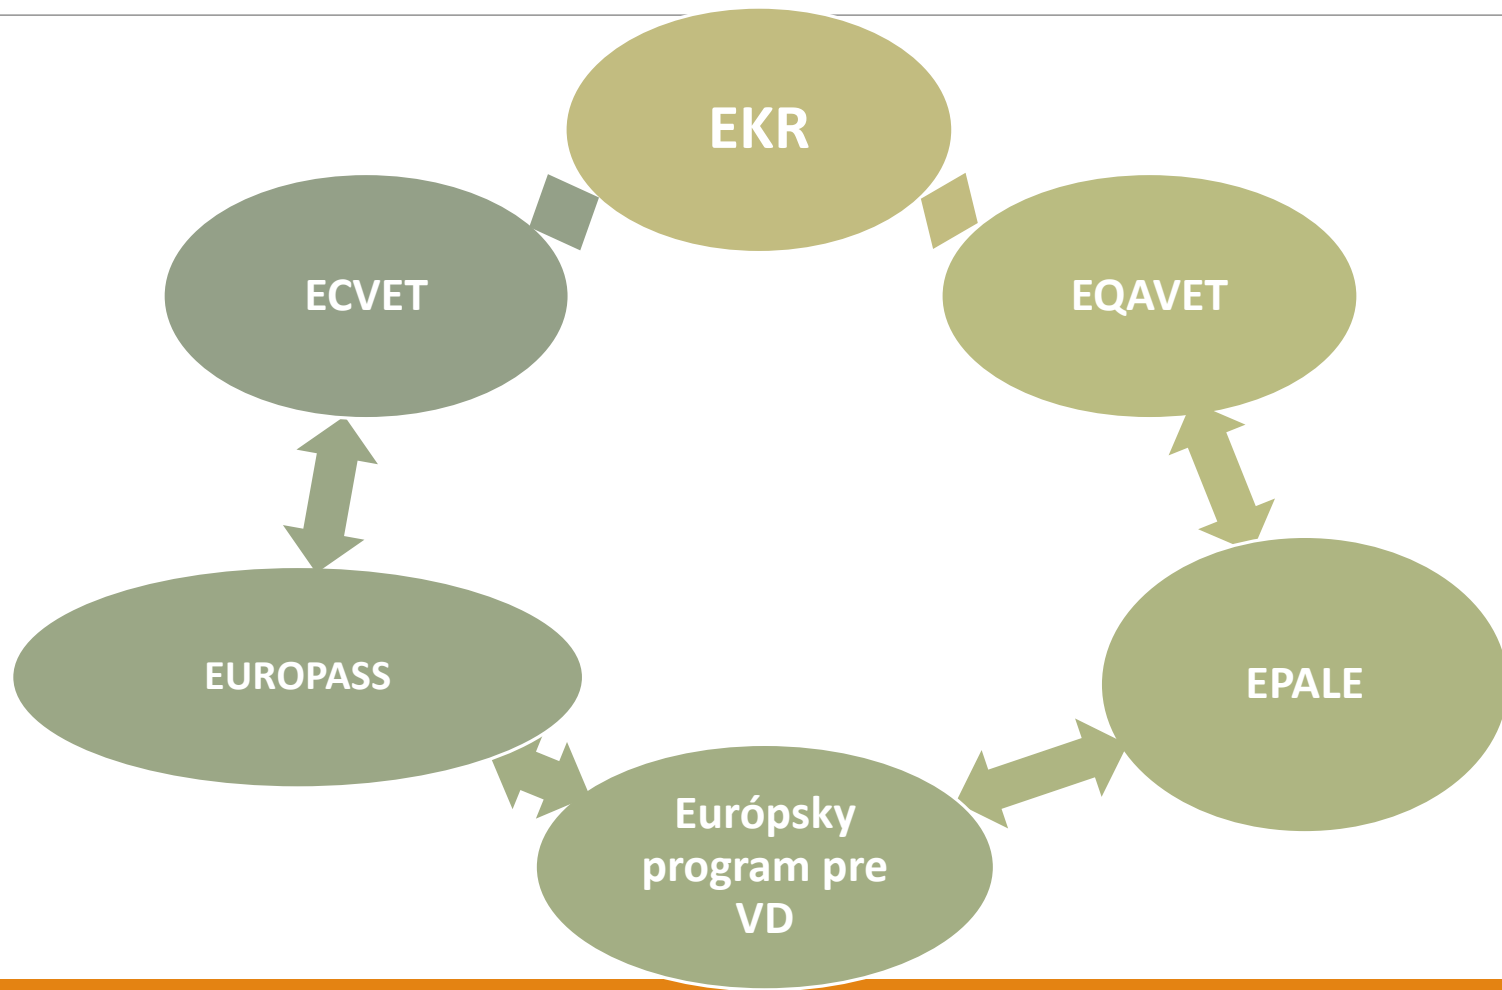 EKR
ECVET
EQAVET
EUROPASS
EPALE
Európsky
program pre
VD